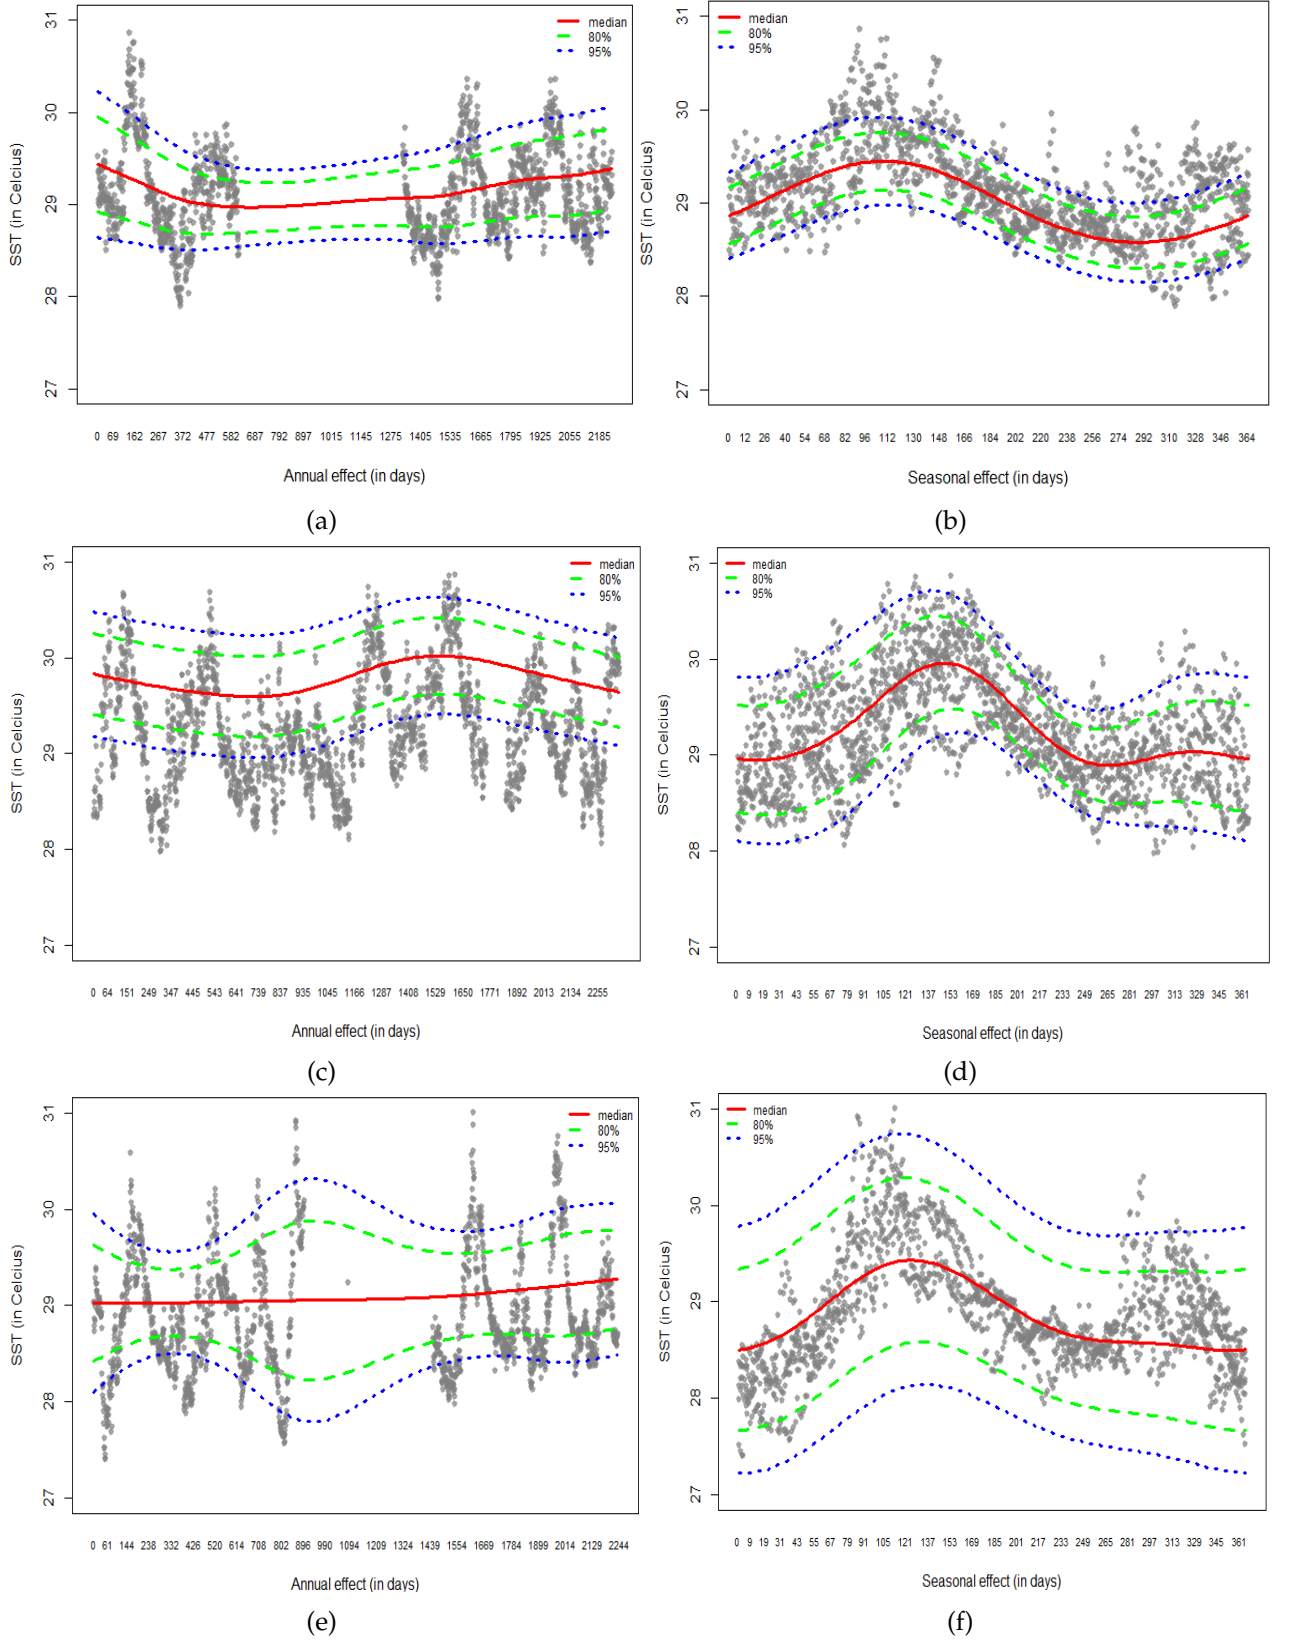 median
80%
95%
SST (in Celcius)
31
30
29
28
27
0 69 162 267 372 477 582 687 792 897 1015 1145 1275 1405 1535 1665 1795 1925 2055 2185
Annual effect (in days)
(a)
median
80%
95%
SST (in Celcius)
31
30
29
28
27
0 12 26 40 54 68 82 96 112 130 148 166 184 202 220 238 256 274 292 310 328 346 364
Seasonal effect (in days)
(b)
median
80%
95%
SST (in Celcius)
31
30
29
28
27
0 64 151 249 347 445 543 641 739 837 935 1045 1166 1287 1408 1529 1650 1771 1892 2013 2134 2255
Annual effect (in days)
(c)
median
80%
95%
SST (in Celcius)
31
30
29
28
27
0 9 19 31 43 55 67 79 91 105 121 137 153 169 185 201 217 233 249 265 281 297 313 329 345 361
Seasonal effect (in days)
(d)
median
80%
95%
SST (in Celcius)
31
30
29
28
27
0 61 144 238 332 426 520 614 708 802 896 990 1094 1209 1324 1439 1554 1669 1784 1899 2014 2129 2244
Annual effect (in days)
(e)
median
80%
95%
SST (in Celcius)
31
30
29
28
27
0 9 19 31 43 55 67 79 91 105 121 137 153 169 185 201 217 233 249 265 281 297 313 329 345 361
Seasonal effect (in days)
(f)